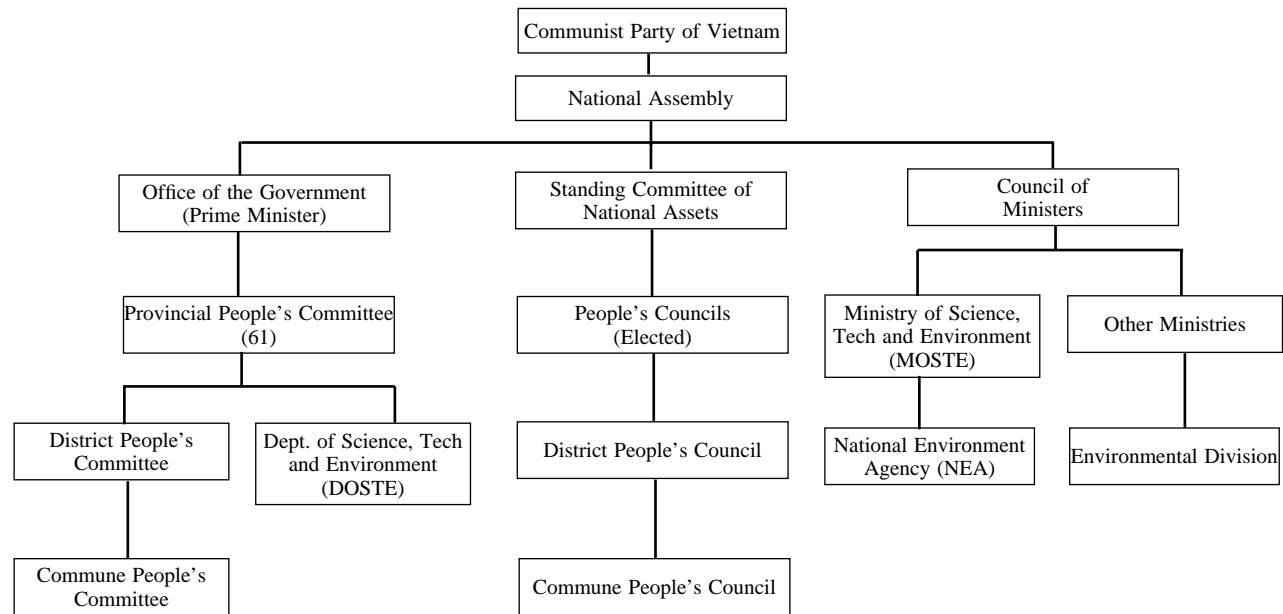 Communist Party of Vietnam
National Assembly
Office of the Government
(Prime Minister)
Standing Committee of
National Assets
Council of
Ministers
Provincial People's Committee
(61)
People's Councils
(Elected)
Ministry of Science,
Tech and Environment
(MOSTE)
Other Ministries
District People's
Committee
Dept. of Science, Tech
and Environment
(DOSTE)
District People's Council
National Environment
Agency (NEA)
Environmental Division
Commune People's
Committee
Commune People's Council